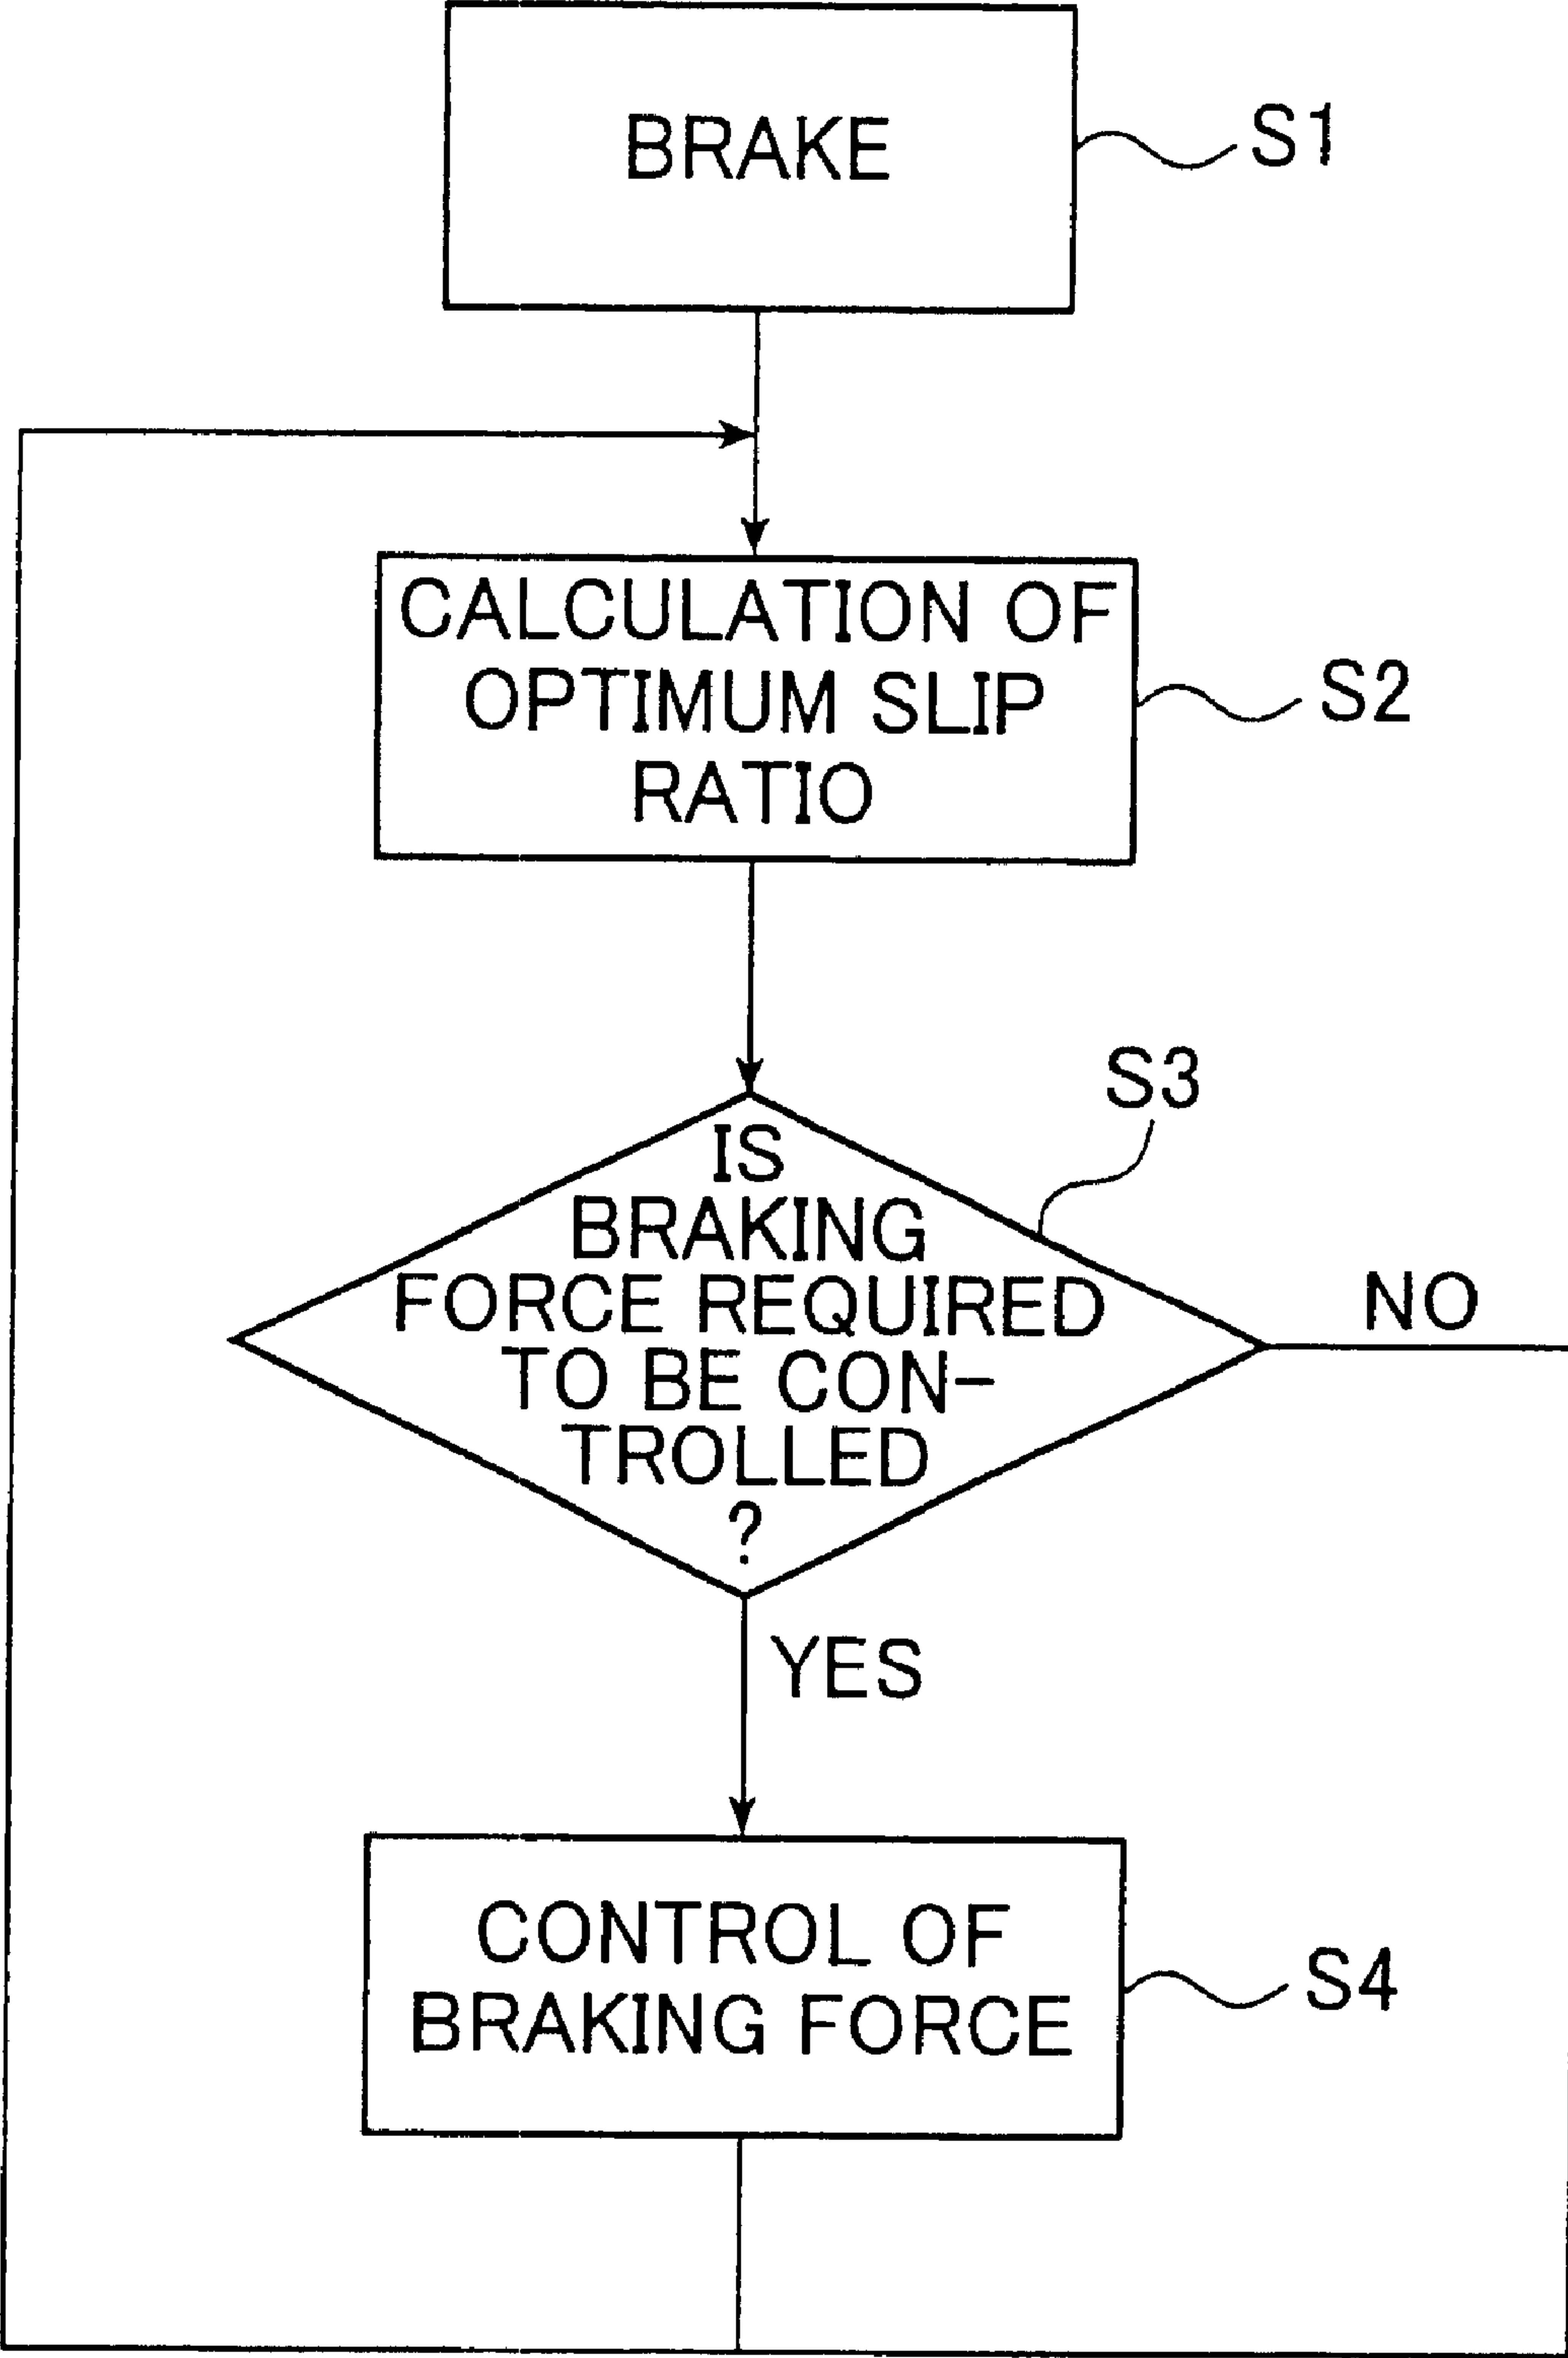 BRAKE
S1
CALCULATION OF
OPTIMUM SLIP
RATIO
S2
S3
IS
BRAKING
FORCE REQUIRED
TO BE CON-
TROLLED
?
NO
YES
CONTROL OF
BRAKING FORCE
S4